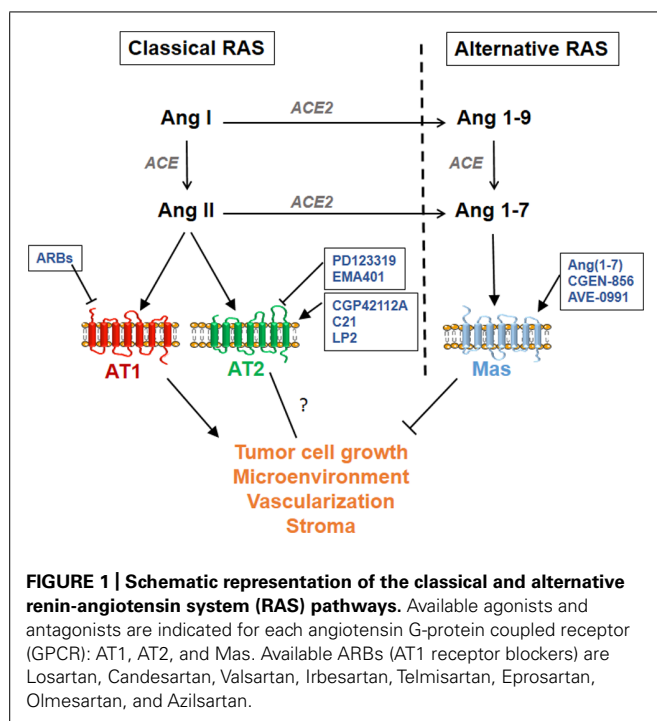 Classical RAS
Alternative RAS
Ang I
ACE2
Ang 1-9
ACE
ACE
Ang II
ACE2
Ang 1-7
ARBs
PD123319
EMA401
CGP42112A
C21
LP2
Ang(1-7)
CGEN-856
AVE-0991
AT1
AT2
Mas
?
Tumor cell growth
Microenvironment
Vascularization
Stroma
FIGURE 1 | Schematic representation of the classical and alternative
renin-angiotensin system (RAS) pathways. Available agonists and
antagonists are indicated for each angiotensin G-protein coupled receptor
(GPCR): AT1, AT2, and Mas. Available ARBs (AT1 receptor blockers) are
Losartan, Candesartan, Valsartan, Irbesartan, Telmisartan, Eprosartan,
Olmesartan, and Azilsartan.